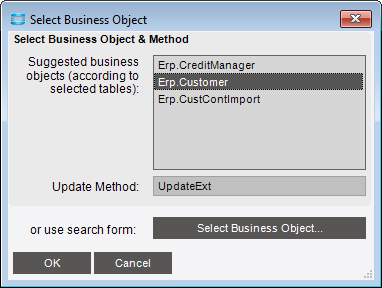 Select Business Object
Select Business Object & Method
Suggested business
objects (according to
selected tables):
Erp.CreditManager
Erp.Customer
Erp.CustContImport
Update Method:
UpdateExt
or use search form:
Select Business Object...
OK
Cancel